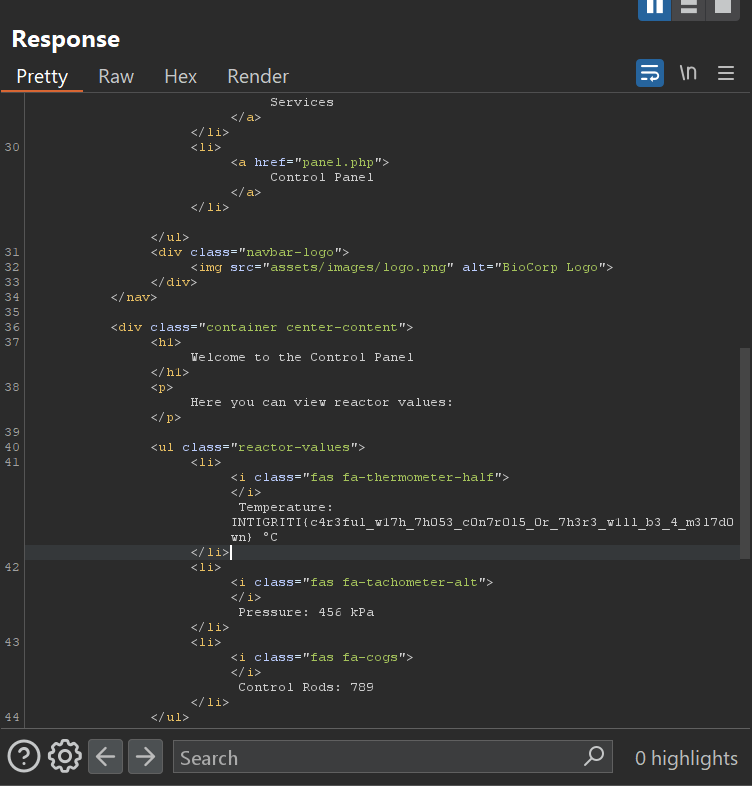 Response
Pretty Raw Hex Render \n
Services
</a>
</li>
30 <li>
<a href="panel.php">
Control Panel
</a>
</li>
</ul>
31 <div class="navbar-logo">
32 <img src="assets/images/logo.png" alt="BioCorp Logo">
33 </div>
34 </nav>
35
36 <div class="container center-content">
37 <h1>
Welcome to the Control Panel
</h1>
38 <p>
Here you can view reactor values:
</p>
39
40 <ul class="reactor-values">
41 <li>
<i class="fas fa-thermometer-half">
</i>
Temperature:
INTIGRITI{c4r3ful_w17h_7h053_c0n7r0l5_0r_7h3r3_w1ll_b3_4_m3l7d0
wn} °C
</li>
42 <li>
<i class="fas fa-tachometer-alt">
</i>
Pressure: 456 kPa
</li>
43 <li>
<i class="fas fa-cogs">
</i>
Control Rods: 789
</li>
44 </ul>
Search 0 highlights